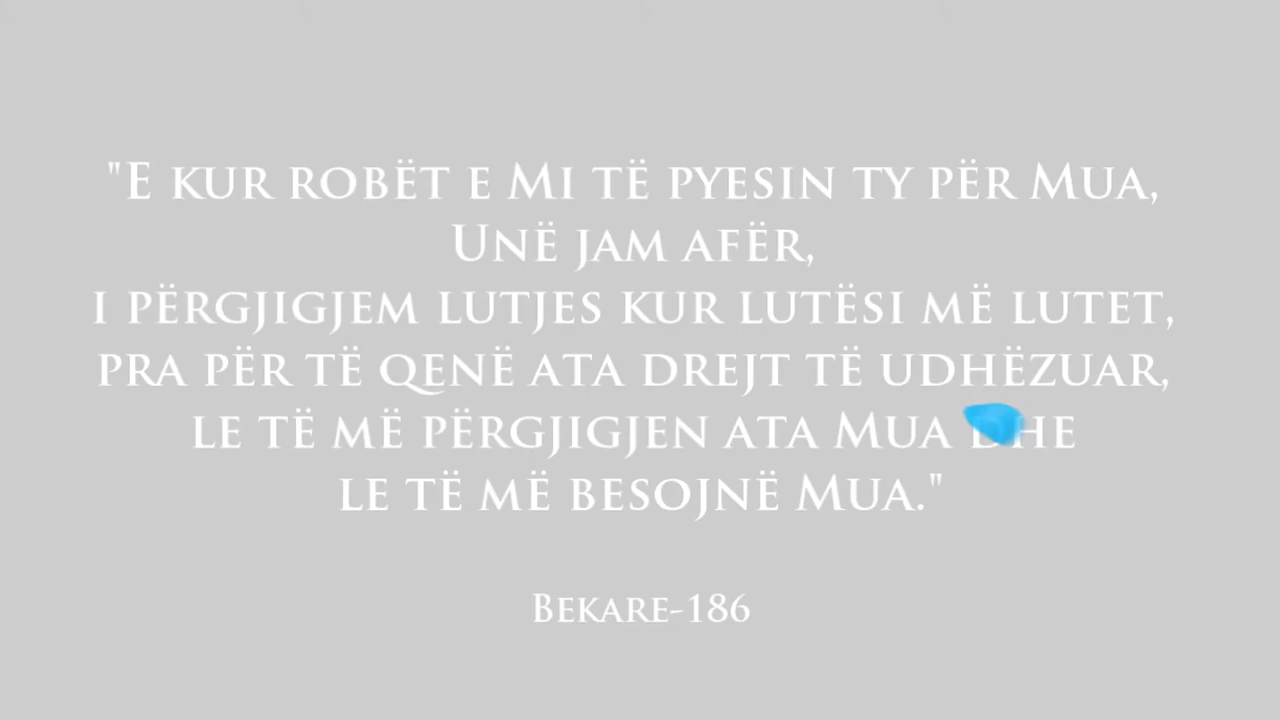 "E kur robët e Mi të pyesin ty për Mua,
Unë jam afër,
i përgjigjem lutjes kur lutësi më lutet,
pra për të qenë ata drejt të udhëzuar,
le të më përgjigjen ata Mua dhe
le të më besojnë Mua."
Bekare-186